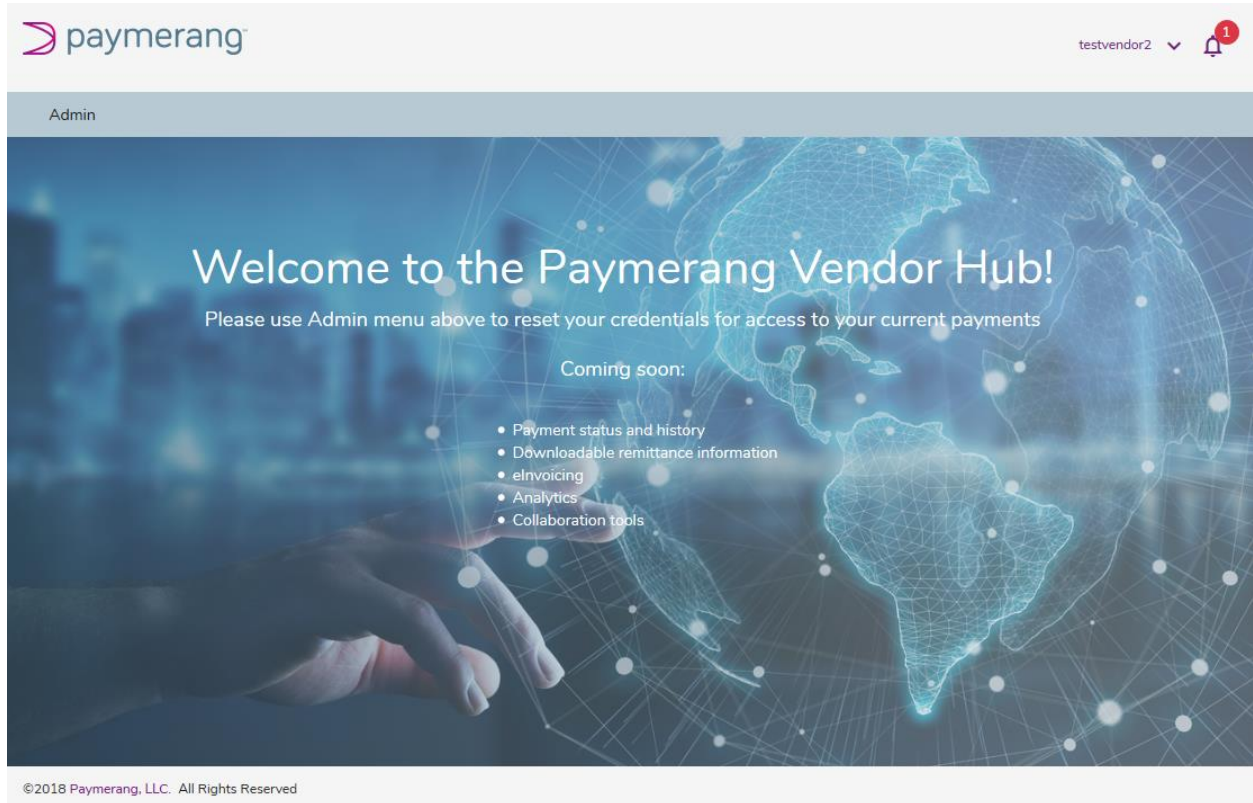 paymerang™
testvendor2
1
Admin
Welcome to the Paymerang Vendor Hub!
Please use Admin menu above to reset your credentials for access to your current payments
Coming soon:
• Payment status and history
• Downloadable remittance information
• eInvoicing
• Analytics
• Collaboration tools
©2018 Paymerang, LLC. All Rights Reserved